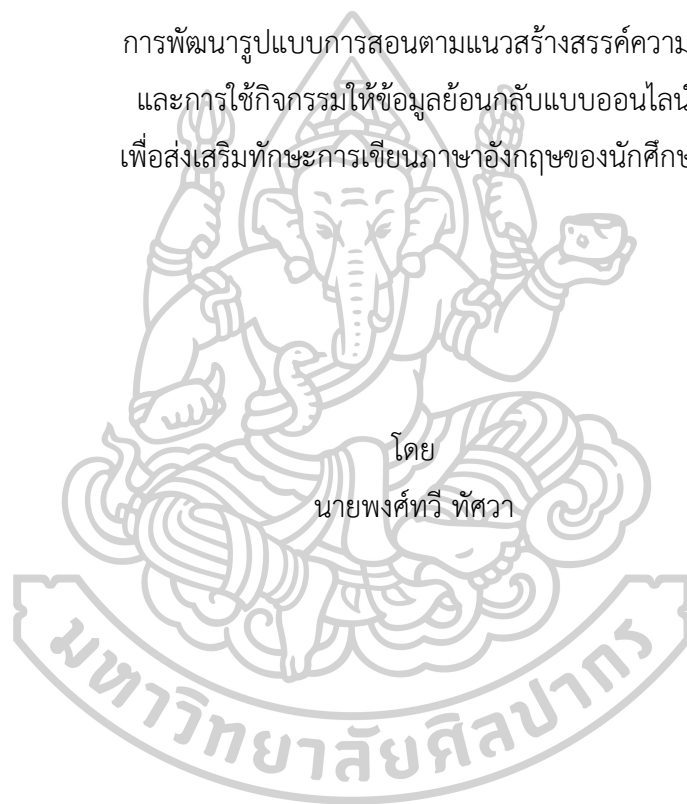 การพัฒนารูปแบบการสอนตามแนวสร้างสรรค์ความ
และการใช้กิจกรรมให้ข้อมูลย้อนกลับแบบออนไลน์
เพื่อส่งเสริมทักษะการเขียนภาษาอังกฤษของนักศึกษ
โดย
นายพงศ์ทวี ทัศวา
มหาวิทยาลัยศิลปากร